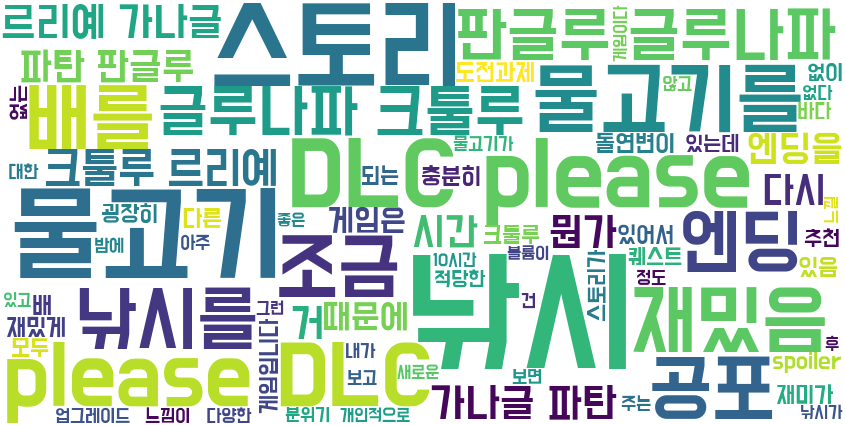 르리예 가나글
스토리
판글루 글루나파
게임이다
파탄 판글루
도전과제
않고
없이
없다
바다
없는
배를
글루나파 크툴루
물고기를
물고기가
돌연변이
있는데
엔딩을
대한
크툴루 르리예
DLC please
되는
충분히
다시
느낌
물고기
굉장히
다른
밤에
아주
좋은
게임은
시간
크툴루
뭔가
있어서
엔딩
추천
조금
10시간
볼륨이
적당한
퀘스트
정도
있음
스토리가
있고
배
재밌게
낚시를
그런
거
때문에
낚시
건
재밌음
후
모두
please DLC
게임입니다
내가
보고
새로운
보면
공포
spoiler
재미가
가나글 파탄
주는
낚시가
업그레이드
느낌이
다양한
분위기
개인적으로